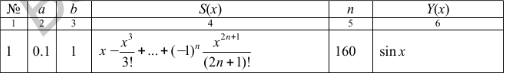 № a b S(x) n Y(x)
1 2 3 4 5 6
1 0.1 1 x − x³/3! + ... + (−1)ⁿ x²ⁿ⁺¹/(2n+1)! 160 sin x